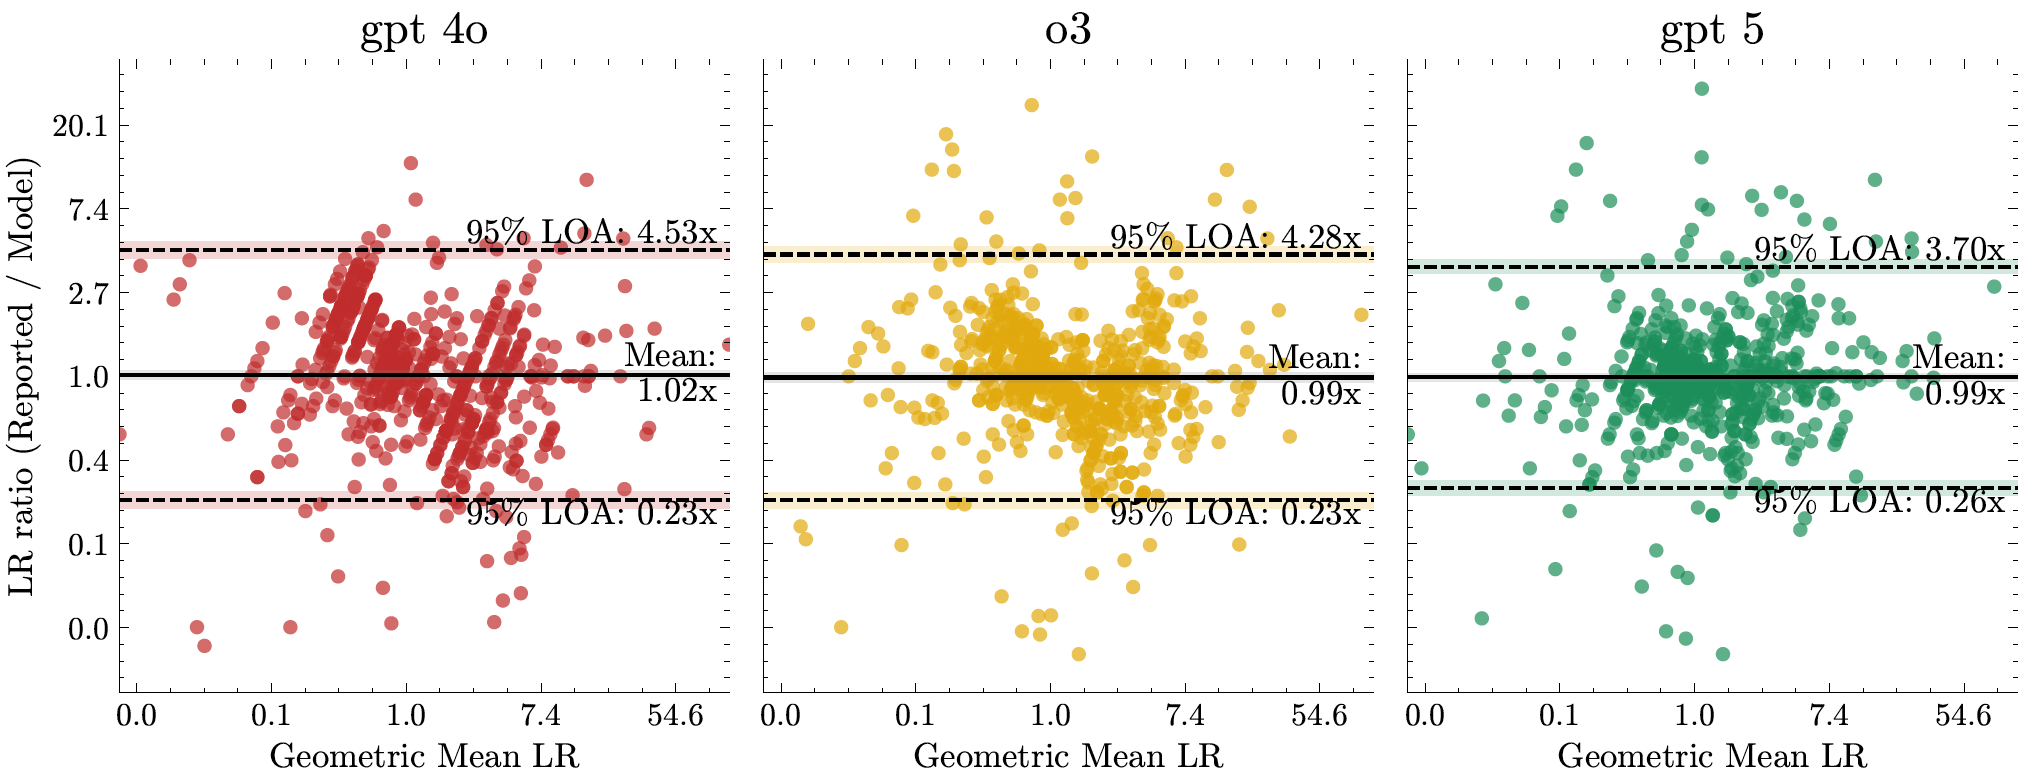 gpt 4o
o3
gpt 5
LR ratio (Reported / Model)
20.1
7.4
2.7
1.0
0.4
0.1
0.0
95% LOA: 4.53x
Mean:
1.02x
95% LOA: 0.23x
95% LOA: 4.28x
Mean:
0.99x
95% LOA: 0.23x
95% LOA: 3.70x
Mean:
0.99x
95% LOA: 0.26x
0.0 0.1 1.0 7.4 54.6
0.0 0.1 1.0 7.4 54.6
0.0 0.1 1.0 7.4 54.6
Geometric Mean LR
Geometric Mean LR
Geometric Mean LR